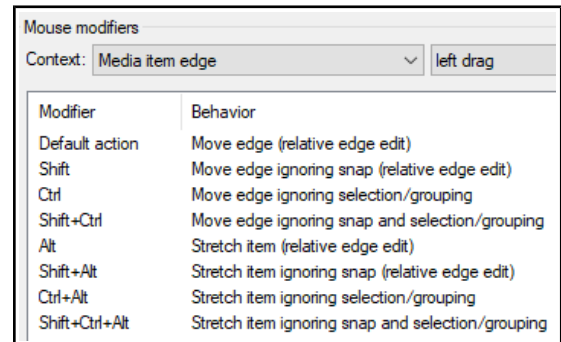 Mouse modifiers
Context: Media item edge left drag
Modifier Behavior
Default action Move edge (relative edge edit)
Shift Move edge ignoring snap (relative edge edit)
Ctrl Move edge ignoring selection/grouping
Shift+Ctrl Move edge ignoring snap and selection/grouping
Alt Stretch item (relative edge edit)
Shift+Alt Stretch item ignoring snap (relative edge edit)
Ctrl+Alt Stretch item ignoring selection/grouping
Shift+Ctrl+Alt Stretch item ignoring snap and selection/grouping